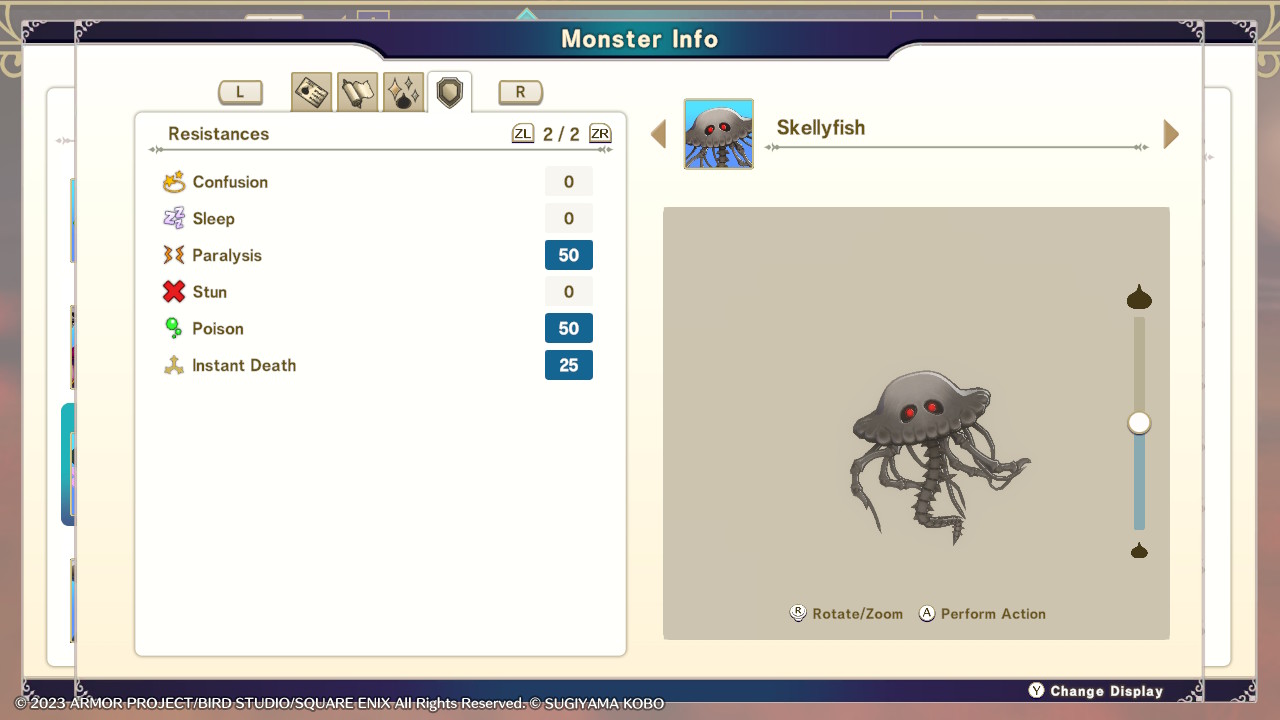 Monster Info
L
R
Resistances
ZL 2 / 2 ZR
Skellyfish
Confusion 0
Sleep 0
Paralysis 50
Stun 0
Poison 50
Instant Death 25
R Rotate/Zoom A Perform Action
Y Change Display
© 2023 ARMOR PROJECT/BIRD STUDIO/SQUARE ENIX All Rights Reserved. © SUGIYAMA KOBO